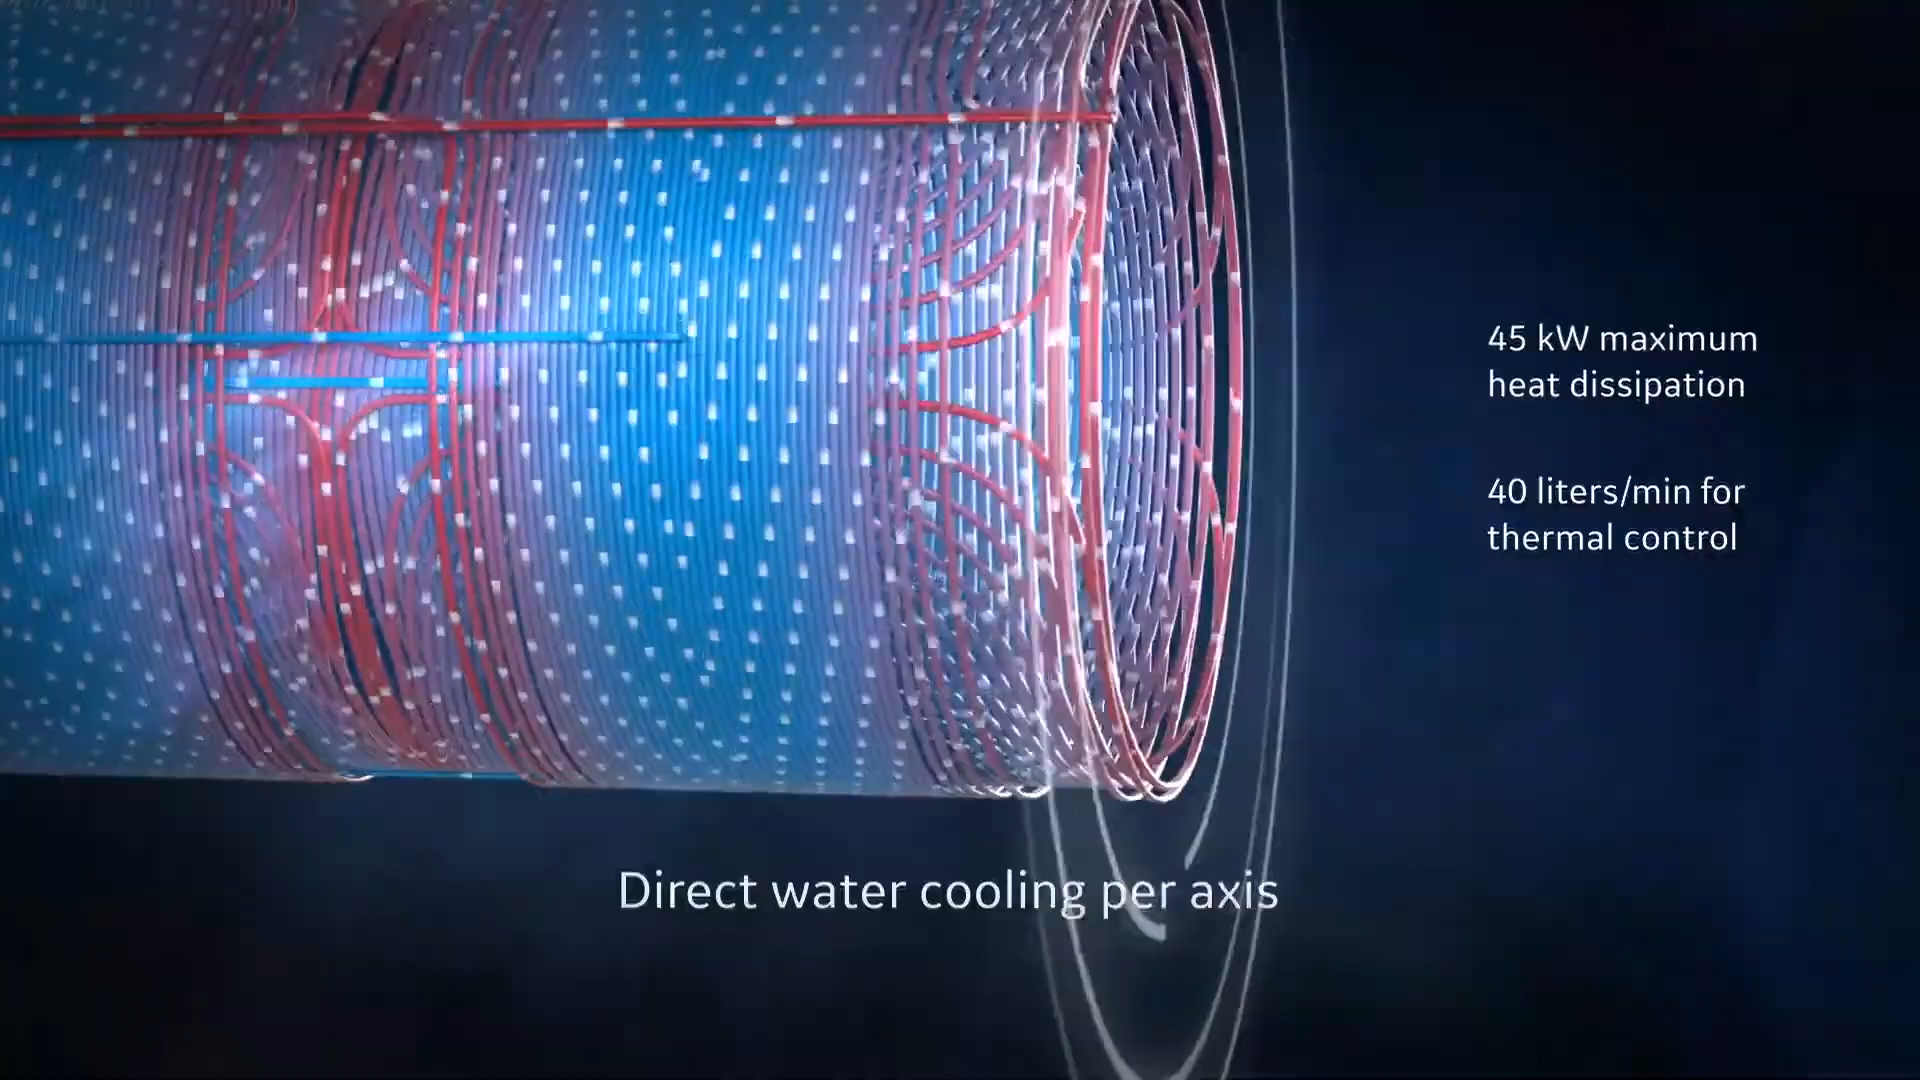 45 kW maximum
heat dissipation
40 liters/min for
thermal control
Direct water cooling per axis